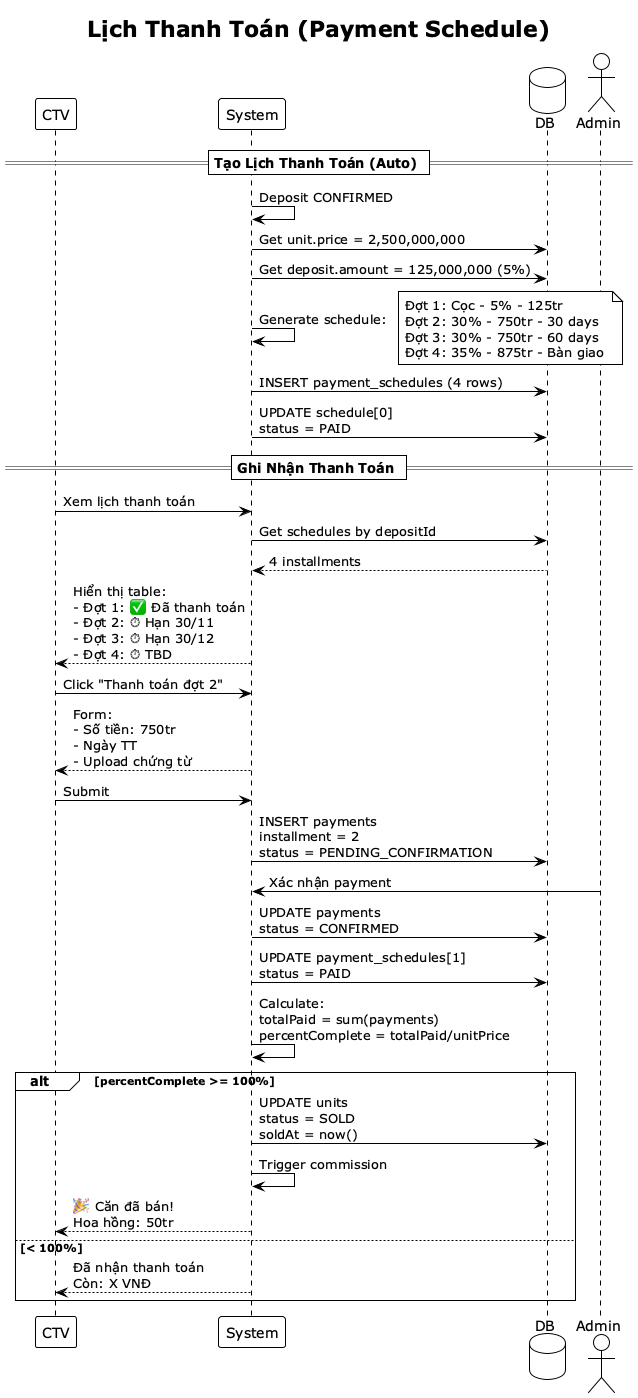 Lịch Thanh Toán (Payment Schedule)
CTV
System
DB
Admin
Tạo Lịch Thanh Toán (Auto)
Deposit CONFIRMED
Get unit.price = 2,500,000,000
Get deposit.amount = 125,000,000 (5%)
Generate schedule:
Đợt 1: Cọc - 5% - 125tr
Đợt 2: 30% - 750tr - 30 days
Đợt 3: 30% - 750tr - 60 days
Đợt 4: 35% - 875tr - Bàn giao
INSERT payment_schedules (4 rows)
UPDATE schedule[0]
status = PAID
Ghi Nhận Thanh Toán
Xem lịch thanh toán
Get schedules by depositId
4 installments
Hiển thị table:
- Đợt 1: ✅ Đã thanh toán
- Đợt 2: ⏱ Hạn 30/11
- Đợt 3: ⏱ Hạn 30/12
- Đợt 4: ⏱ TBD
Click "Thanh toán đợt 2"
Form:
- Số tiền: 750tr
- Ngày TT
- Upload chứng từ
Submit
INSERT payments
installment = 2
status = PENDING_CONFIRMATION
Xác nhận payment
UPDATE payments
status = CONFIRMED
UPDATE payment_schedules[1]
status = PAID
Calculate:
totalPaid = sum(payments)
percentComplete = totalPaid/unitPrice
alt [percentComplete >= 100%]
UPDATE units
status = SOLD
soldAt = now()
Trigger commission
🎉 Căn đã bán!
Hoa hồng: 50tr
[< 100%]
Đã nhận thanh toán
Còn: X VNĐ
CTV
System
DB
Admin